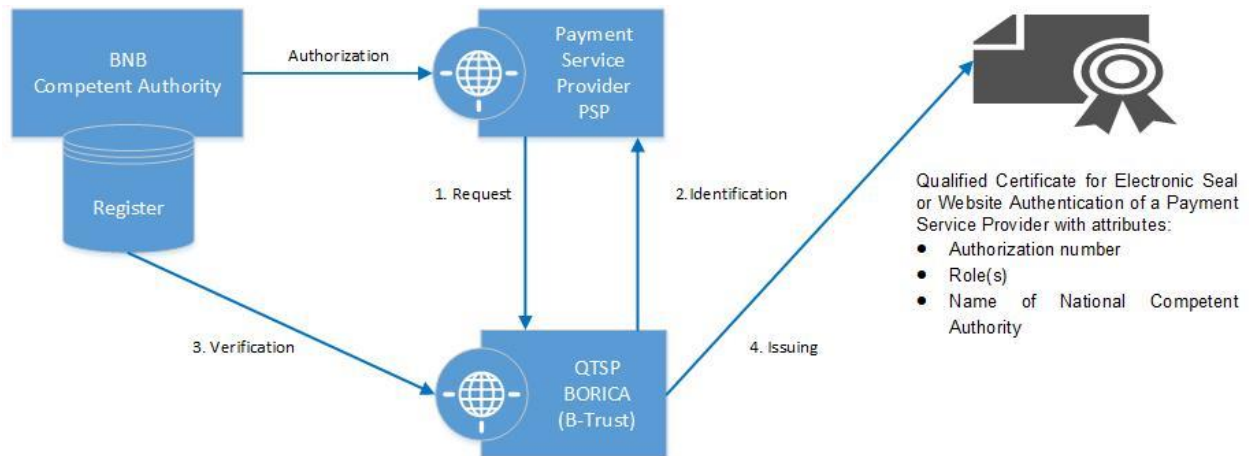 BNB
Competent Authority
Register
Authorization
Payment
Service
Provider
PSP
1. Request
2.Identification
3. Verification
QTSP
BORICA
(B-Trust)
4. Issuing
Qualified Certificate for Electronic Seal
or Website Authentication of a Payment
Service Provider with attributes:
● Authorization number
● Role(s)
● Name of National Competent
Authority